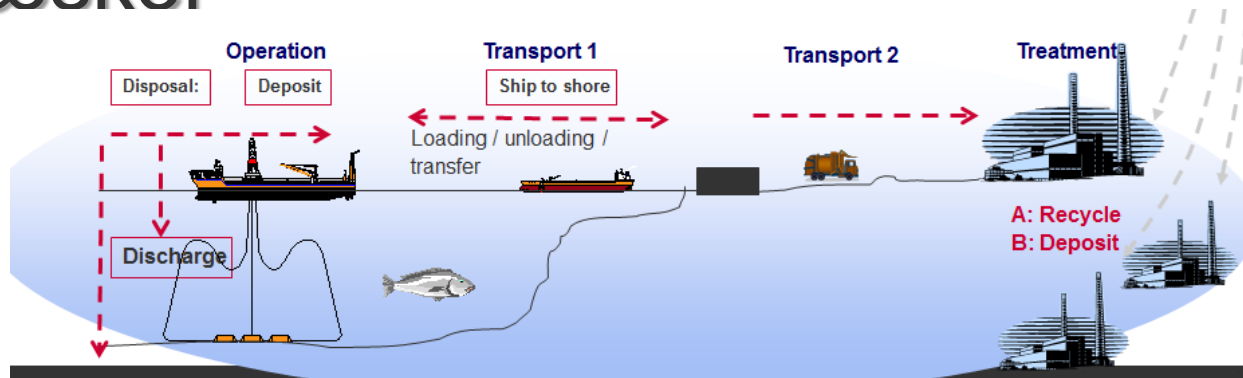 Operation
Transport 1
Transport 2
Treatment
Disposal:
Deposit
Ship to shore
Loading / unloading /
transfer
Discharge
A: Recycle
B: Deposit